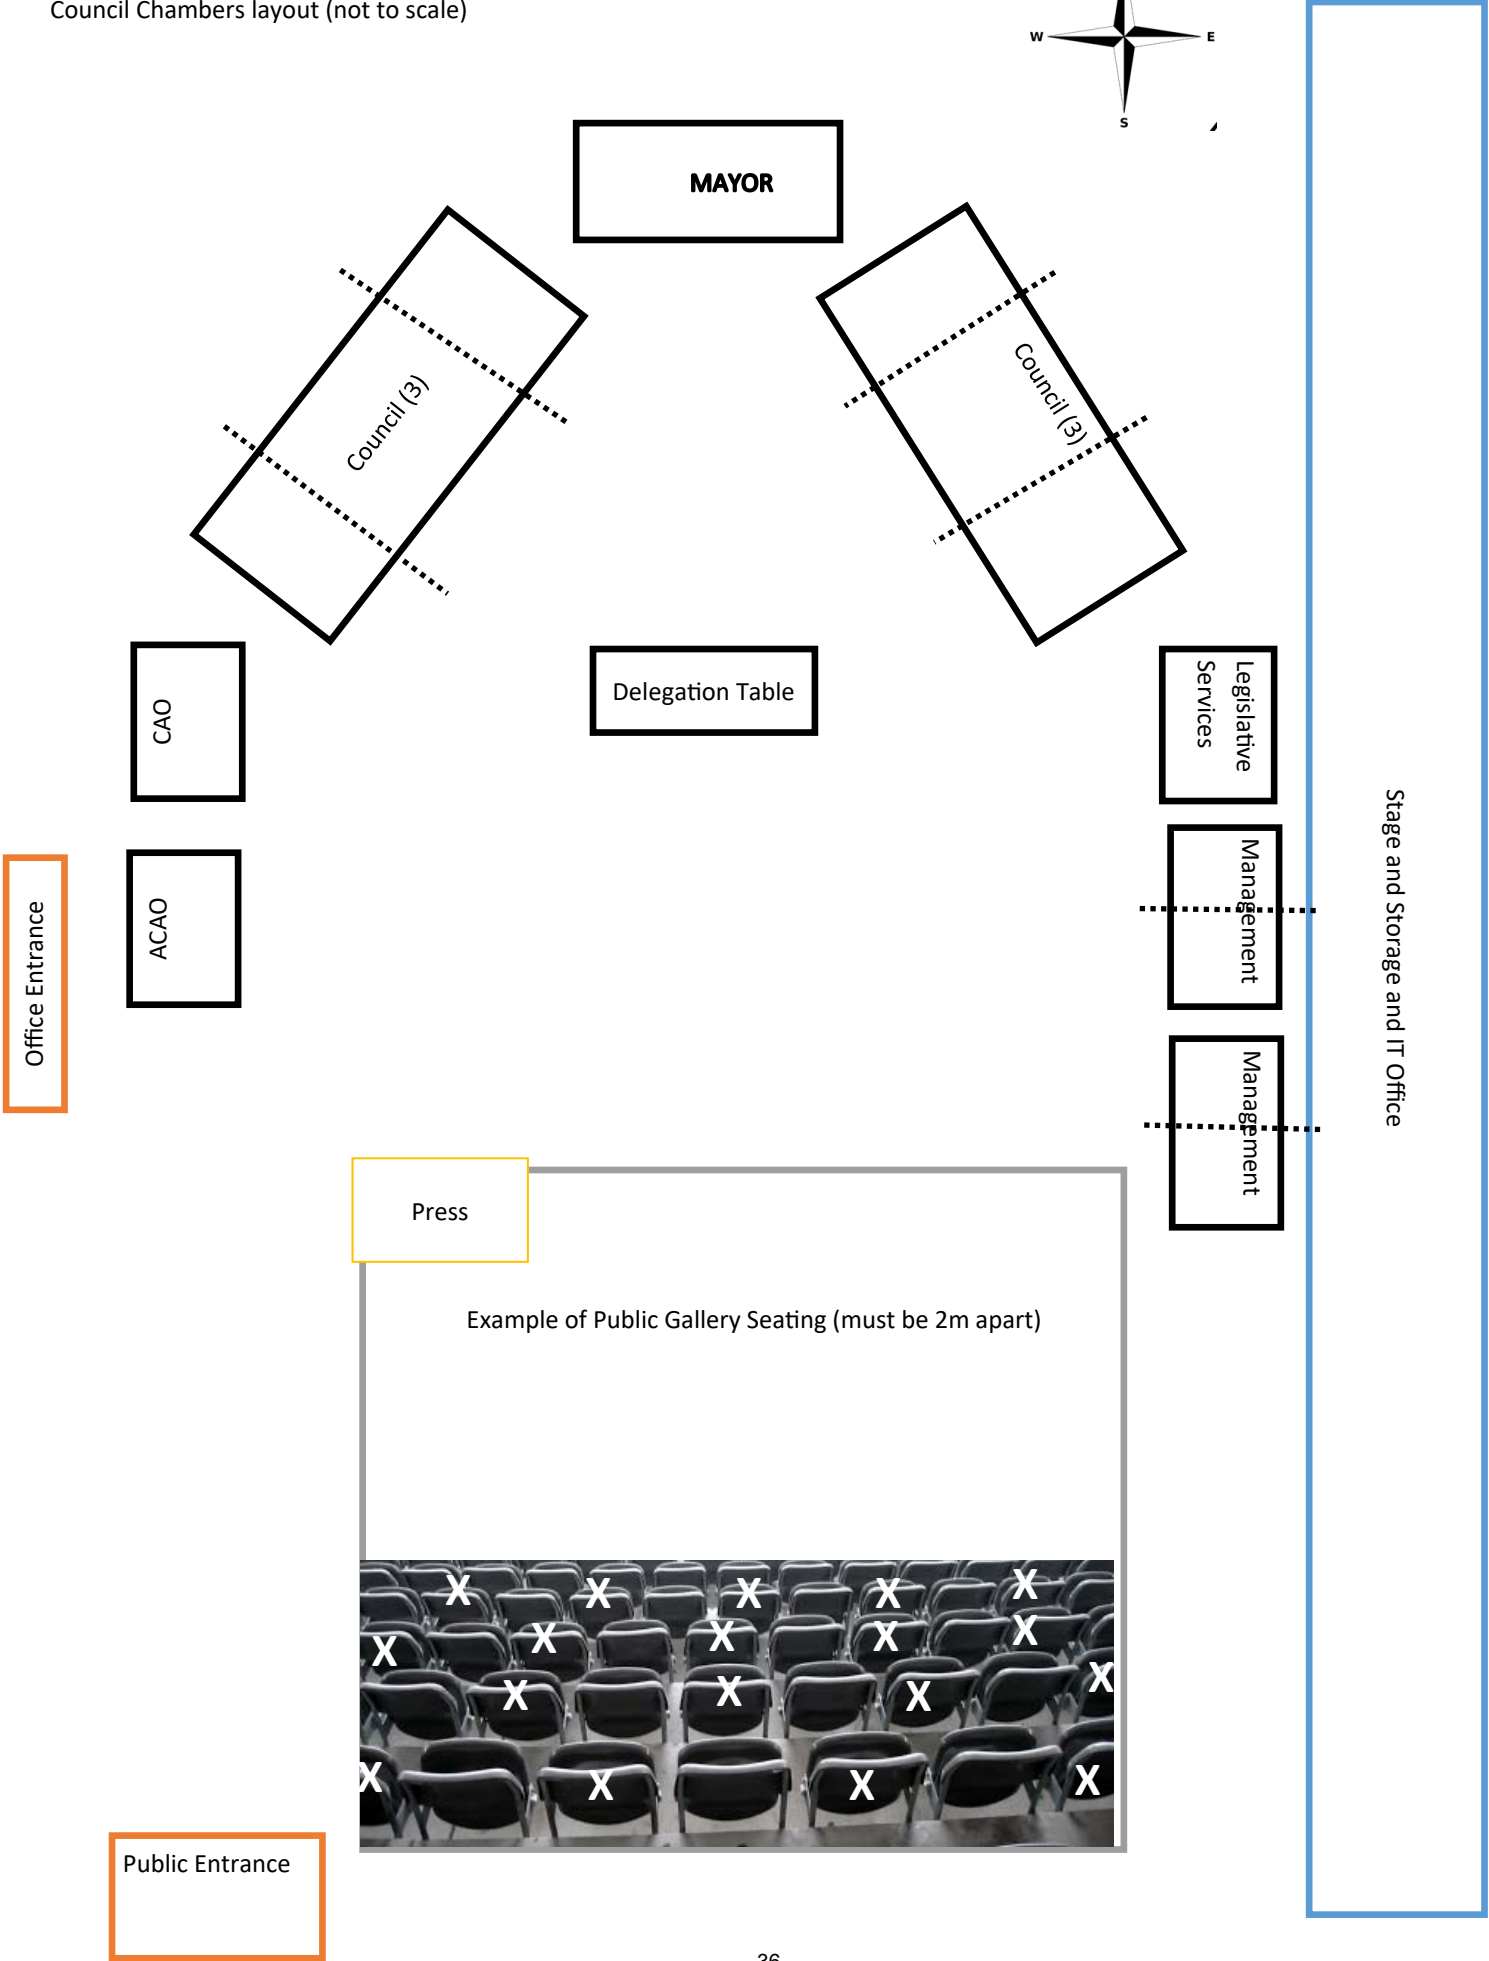 Council Chambers layout (not to scale)
W
E
S
MAYOR
Council (3)
Council (3)
CAO
Delegation Table
Legislative
Services
ACAO
Management
Office Entrance
Stage and Storage and IT Office
Management
Press
Example of Public Gallery Seating (must be 2m apart)
X X X X X
X X X X X
X X X X
X X X X
Public Entrance
36